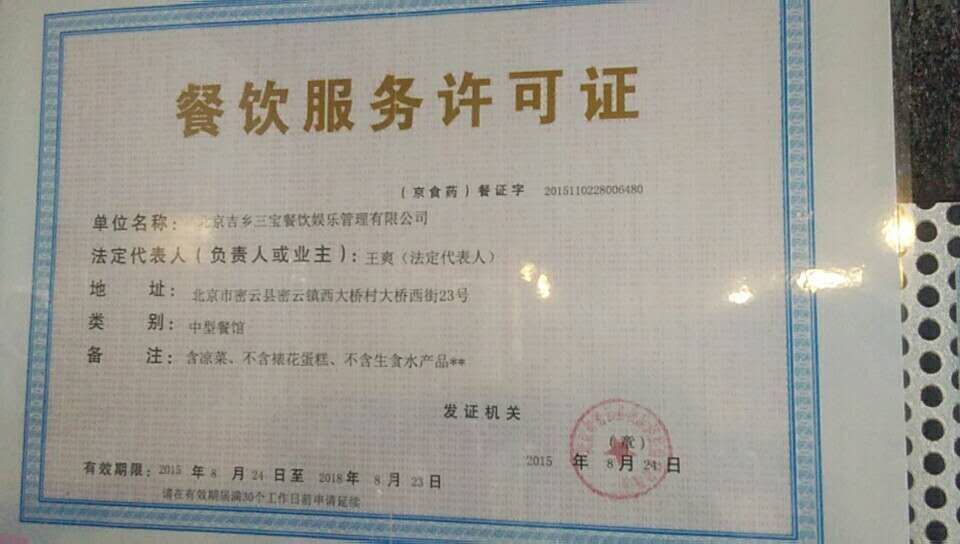 餐饮服务许可证
（京食药）餐证字 2015110228006480
单位名称：北京吉乡三宝餐饮娱乐管理有限公司
法定代表人（负责人或业主）：王爽（法定代表人）
地 址：北京市密云县密云镇西大桥村大桥西街23号
类 别：中型餐馆
备 注：含凉菜、不含裱花蛋糕、不含生食水产品**
发证机关
（章）
2015 年 8 月 24 日
有效期限：2015 年 8 月 24 日至 2018 年 8 月 23 日
请在有效期届满30个工作日前申请延续